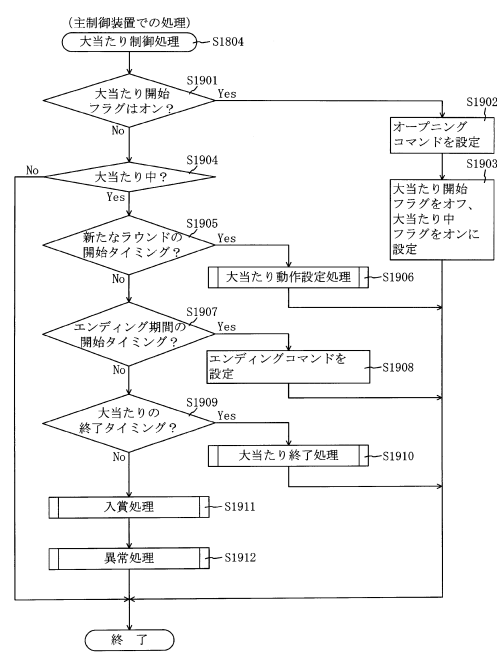 (主制御装置での処理)
大当たり制御処理
S1804
S1901
大当たり開始
フラグはオン?
Yes
No
S1902
オープニング
コマンドを設定
S1903
大当たり開始
フラグをオフ、
大当たり中
フラグをオンに
設定
S1904
大当たり中?
No
Yes
S1905
新たなラウンドの
開始タイミング?
Yes
No
大当たり動作設定処理
S1906
S1907
エンディング期間の
開始タイミング?
Yes
No
エンディングコマンドを
設定
S1908
S1909
大当たりの
終了タイミング?
Yes
No
大当たり終了処理
S1910
入賞処理
S1911
異常処理
S1912
終 了